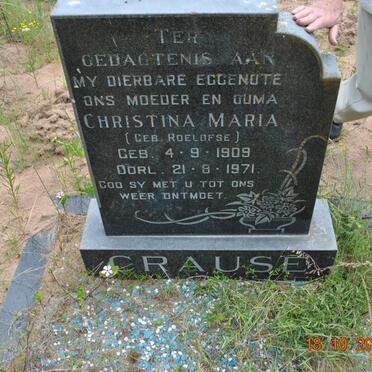 TER
GEDAGTENIS AAN
MY DIERBARE EGGENOTE
ONS MOEDER EN OUMA
CHRISTINA MARIA
(GEB. ROELOFSE)
GEB. 4-9-1909
OORL. 21-8-1971.
GOD SY MET U TOT ONS
WEER ONTMOET.
CRAUSE